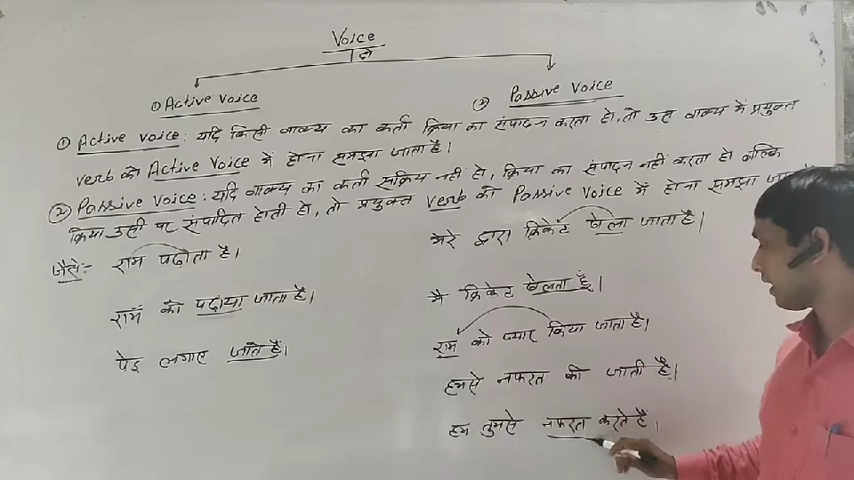 Voice
दो
① Active voice
② Passive Voice
① Active voice : यदि किसी वाक्य का कर्ता क्रिया का संपादन करता हो, तो उस वाक्य में प्रयुक्त
verb को Active Voice में होना समझा जाता है।
② Passive Voice : यदि वाक्य का कर्ता सक्रिय नहीं हो, क्रिया का संपादन नहीं करता हो बल्कि
क्रिया उसी पर संपादित होती हो, तो प्रयुक्त verb को Passive Voice में होना समझा
जैसे:- राम पढ़ाता है।
राम को पढ़ाया जाता है।
पेड़ लगाए जाते हैं।
मेरे द्वारा क्रिकेट खेला जाता है।
मैं क्रिकेट खेलता हूँ।
राम को प्यार किया जाता है।
हमसे नफरत की जाती है।
हम तुमसे नफरत करते हैं।